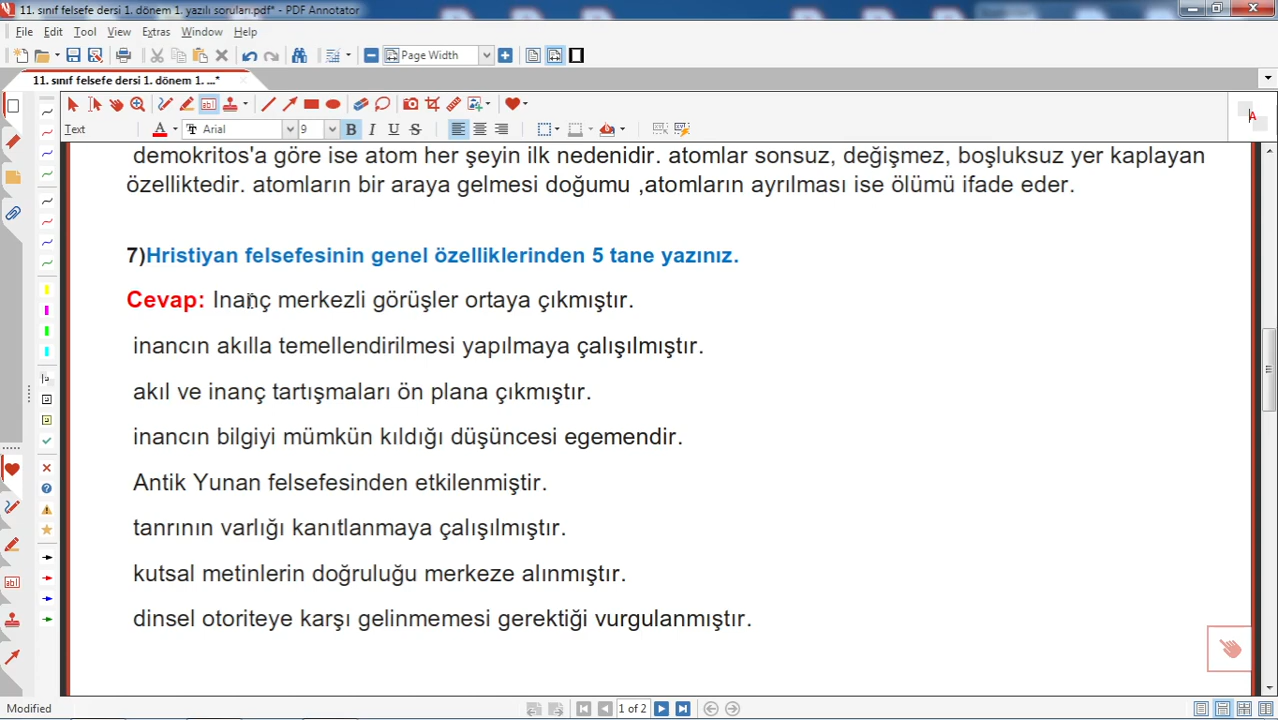 11. sınıf felsefe dersi 1. dönem 1. yazılı soruları.pdf* - PDF Annotator
File Edit Tool View Extras Window Help
Page Width
11. sınıf felsefe dersi 1. dönem 1. ...*
Text A Arial 9 B I U S
demokritos'a göre ise atom her şeyin ilk nedenidir. atomlar sonsuz, değişmez, boşluksuz yer kaplayan
özelliktedir. atomların bir araya gelmesi doğumu ,atomların ayrılması ise ölümü ifade eder.
7)Hristiyan felsefesinin genel özelliklerinden 5 tane yazınız.
Cevap: Inanç merkezli görüşler ortaya çıkmıştır.
inancın akılla temellendirilmesi yapılmaya çalışılmıştır.
akıl ve inanç tartışmaları ön plana çıkmıştır.
inancın bilgiyi mümkün kıldığı düşüncesi egemendir.
Antik Yunan felsefesinden etkilenmiştir.
tanrının varlığı kanıtlanmaya çalışılmıştır.
kutsal metinlerin doğruluğu merkeze alınmıştır.
dinsel otoriteye karşı gelinmemesi gerektiği vurgulanmıştır.
Modified 1 of 2